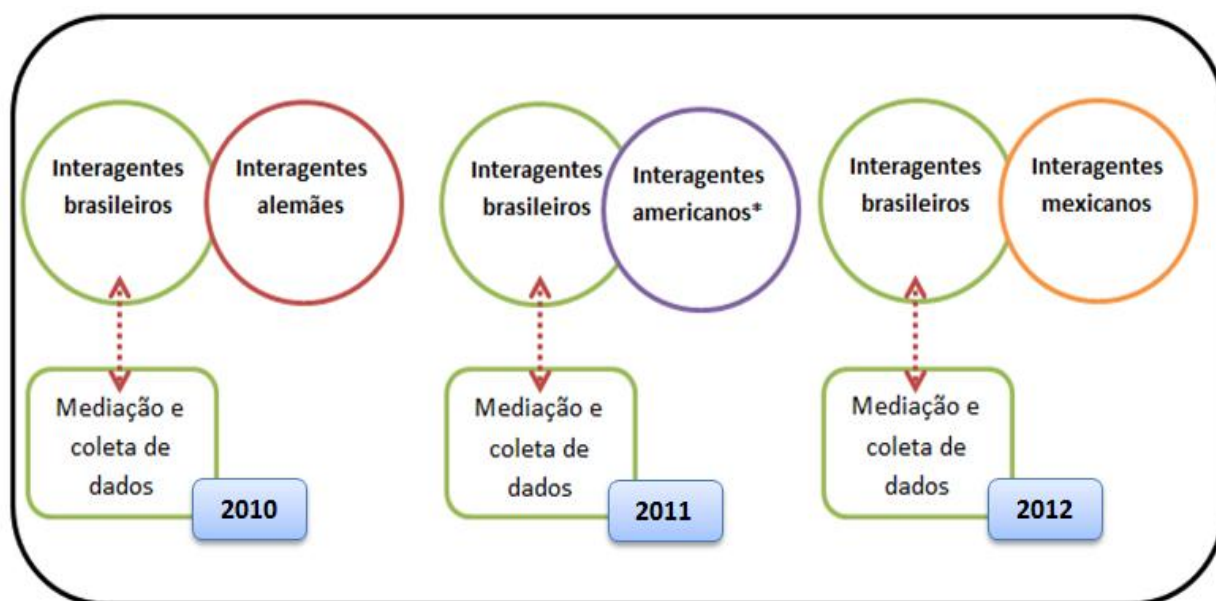 Interagentes
brasileiros
Interagentes
alemães
Interagentes
brasileiros
Interagentes
americanos*
Interagentes
brasileiros
Interagentes
mexicanos
Mediação e
coleta de
dados
2010
Mediação e
coleta de
dados
2011
Mediação e
coleta de
dados
2012